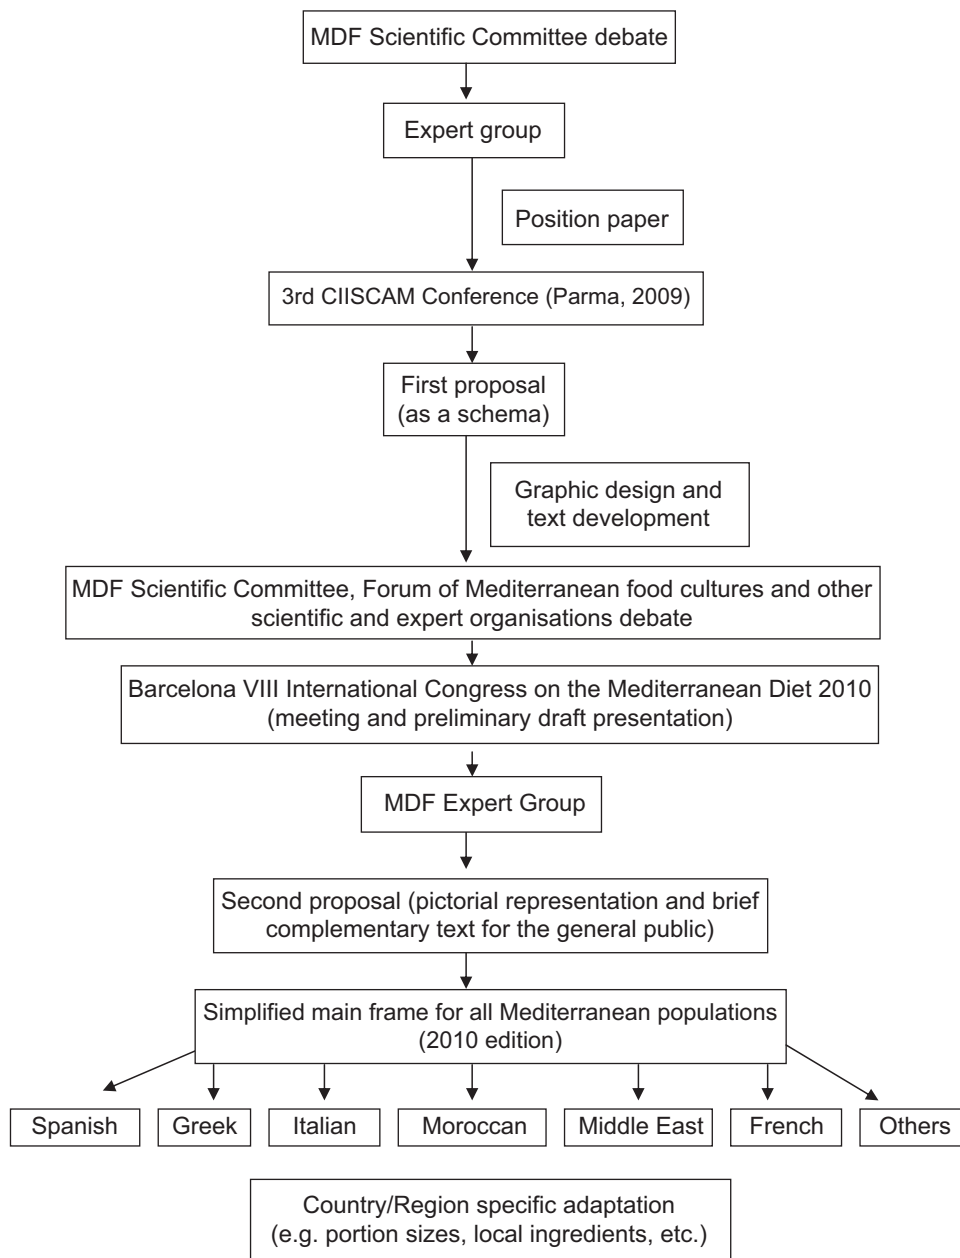 MDF Scientific Committee debate
Expert group
Position paper
3rd CIISCAM Conference (Parma, 2009)
First proposal
(as a schema)
Graphic design and
text development
MDF Scientific Committee, Forum of Mediterranean food cultures and other
scientific and expert organisations debate
Barcelona VIII International Congress on the Mediterranean Diet 2010
(meeting and preliminary draft presentation)
MDF Expert Group
Second proposal (pictorial representation and brief
complementary text for the general public)
Simplified main frame for all Mediterranean populations
(2010 edition)
Spanish Greek Italian Moroccan Middle East French Others
Country/Region specific adaptation
(e.g. portion sizes, local ingredients, etc.)